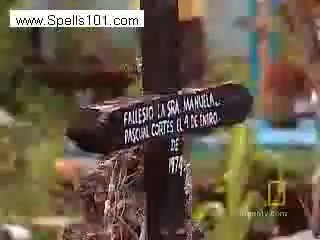 www.Spells101.com
FALLESIO LA SRA MANUELA
PASCUAL CORTES EL 4 DE ENERO
DE
1974